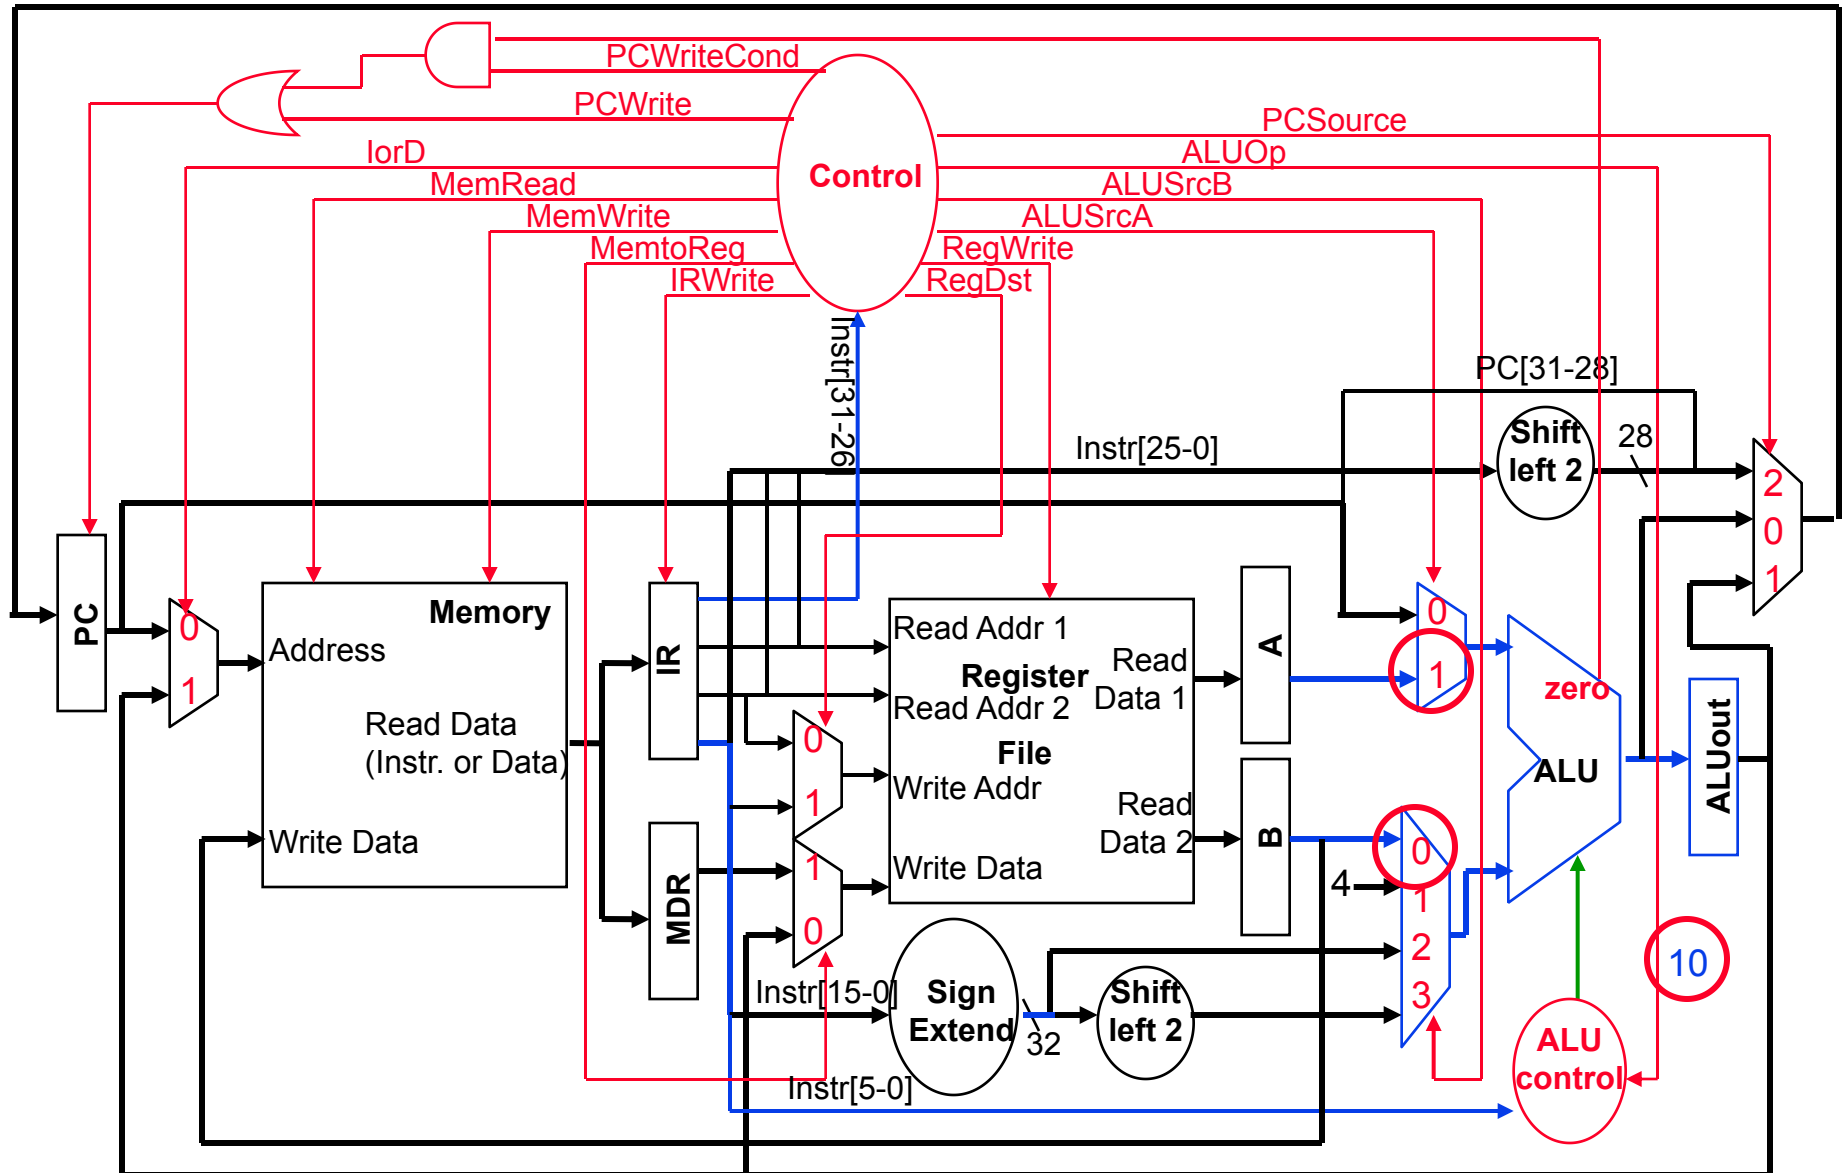 PCWriteCond
PCWrite
PCSource
IorD
ALUOp
Control
MemRead
ALUSrcB
MemWrite
ALUSrcA
MemtoReg
RegWrite
IRWrite
RegDst
Instr[31-26]
PC[31-28]
Instr[25-0]
Shift
left 2
28
2
0
1
PC
0
1
Memory
Address
Read Data
(Instr. or Data)
Write Data
IR
MDR
0
1
1
0
Read Addr 1
Register
Read Addr 2
File
Write Addr
Write Data
Read
Data 1
Read
Data 2
A
B
0
1
4
0
1
2
3
zero
ALU
ALUout
Instr[15-0]
Sign
Extend
32
Shift
left 2
Instr[5-0]
10
ALU
control